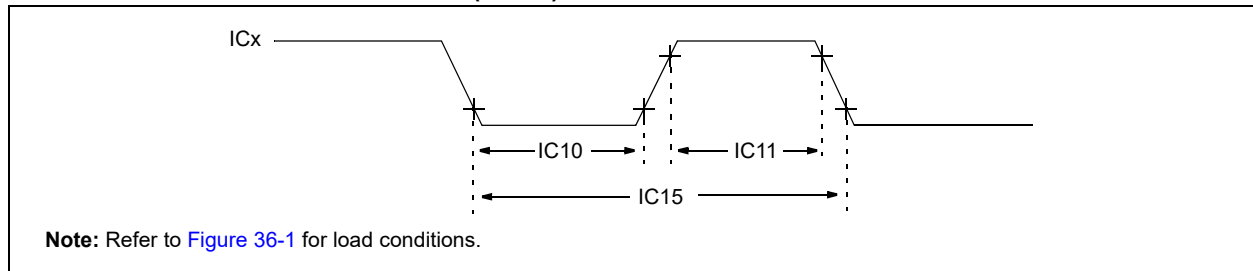 ICx
IC10
IC11
IC15
Note: Refer to Figure 36-1 for load conditions.